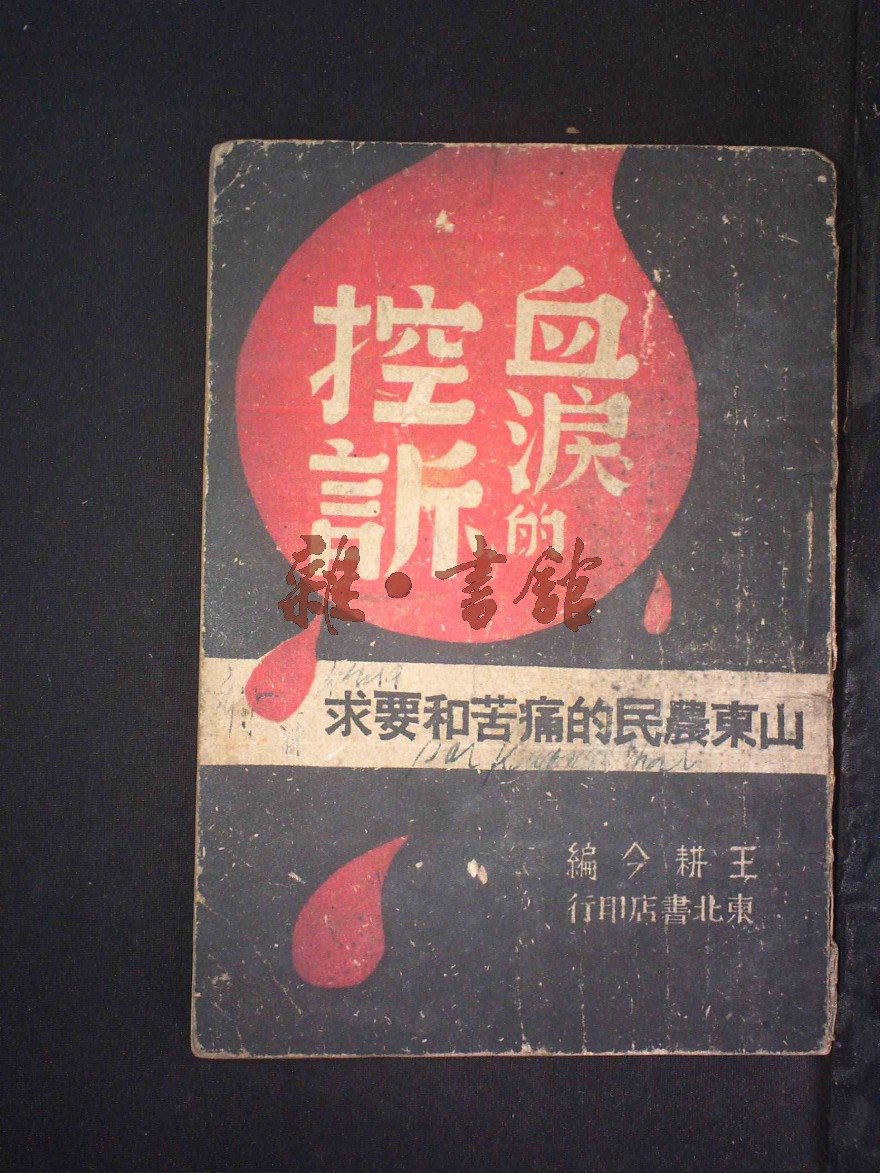 血淚的
控訴
雜·書館
山東農民的痛苦和要求
王耕今編
東北書店印行